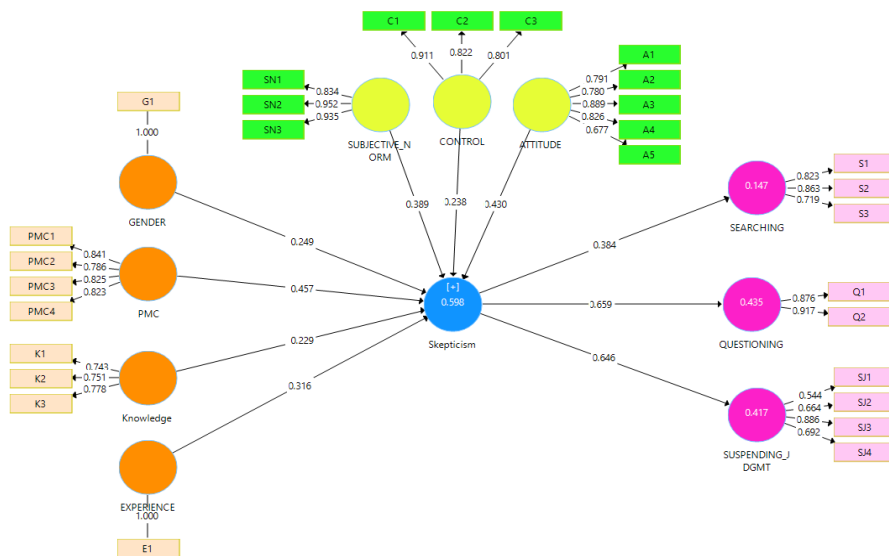 C1
C2
C3
0.911
0.822
0.801
SN1
SN2
SN3
0.834
0.952
0.935
SUBJECTIVE_N
ORM
CONTROL
ATTITUDE
0.791
0.780
0.889
0.826
0.677
A1
A2
A3
A4
A5
G1
1.000
GENDER
PMC1
PMC2
PMC3
PMC4
0.841
0.786
0.825
0.823
PMC
K1
K2
K3
0.743
0.751
0.778
Knowledge
EXPERIENCE
1.000
E1
0.249
0.457
0.229
0.316
0.389
0.238
0.430
[+]
0.598
Skepticism
0.384
0.659
0.646
0.147
SEARCHING
0.823
0.863
0.719
S1
S2
S3
0.435
QUESTIONING
0.876
0.917
Q1
Q2
0.417
SUSPENDING_J
DGMT
0.544
0.664
0.886
0.692
SJ1
SJ2
SJ3
SJ4